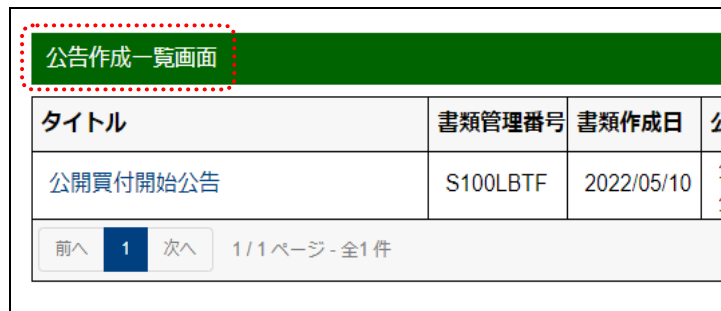 公告作成一覧画面
タイトル 書類管理番号 書類作成日
公開買付開始公告 S100LBTF 2022/05/10
前へ 1 次へ 1 / 1 ページ - 全1 件